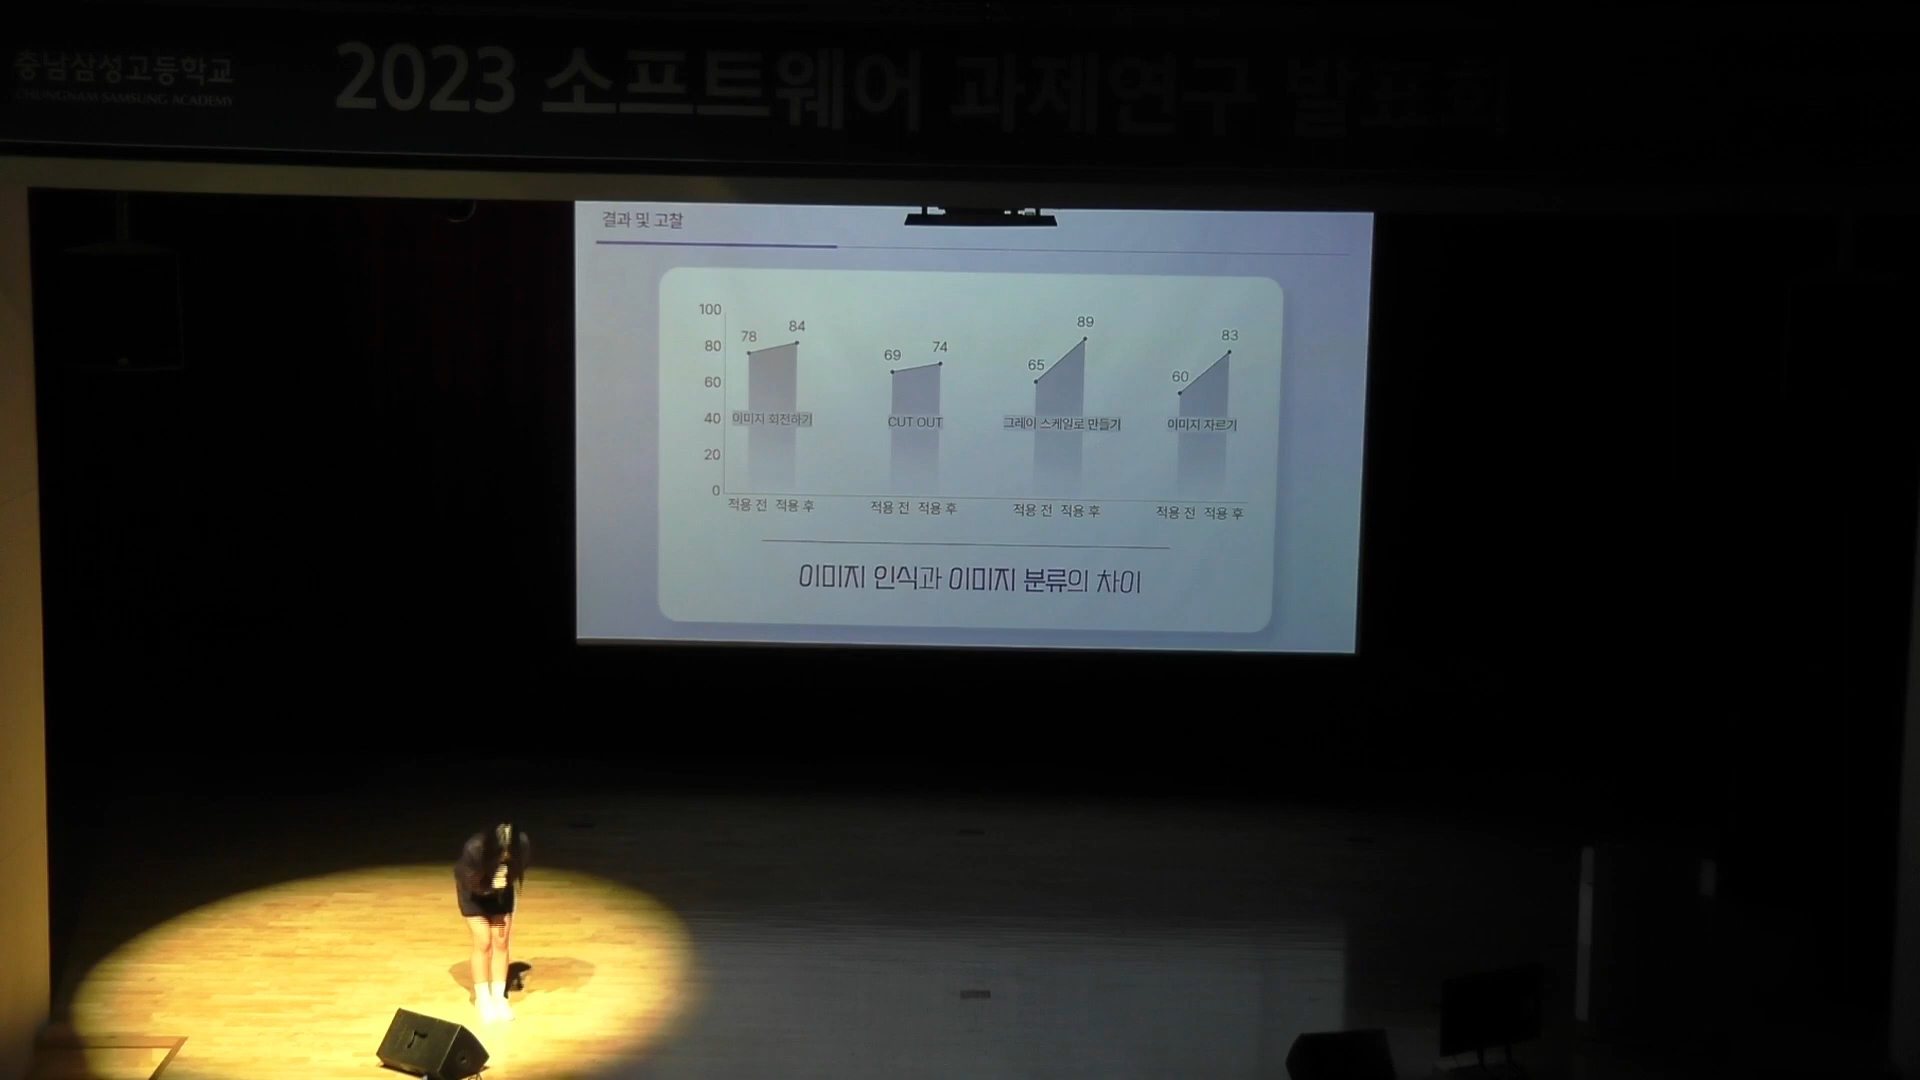 충남삼성고등학교
CHUNGNAM SAMSUNG ACADEMY
2023 소프트웨어 과제연구 발표회
결과 및 고찰
100
80
60
40
20
0
78 84
69 74
65 89
60 83
이미지 회전하기
CUT OUT
그레이 스케일로 만들기
이미지 자르기
적용 전 적용 후 적용 전 적용 후 적용 전 적용 후 적용 전 적용 후
이미지 인식과 이미지 분류의 차이